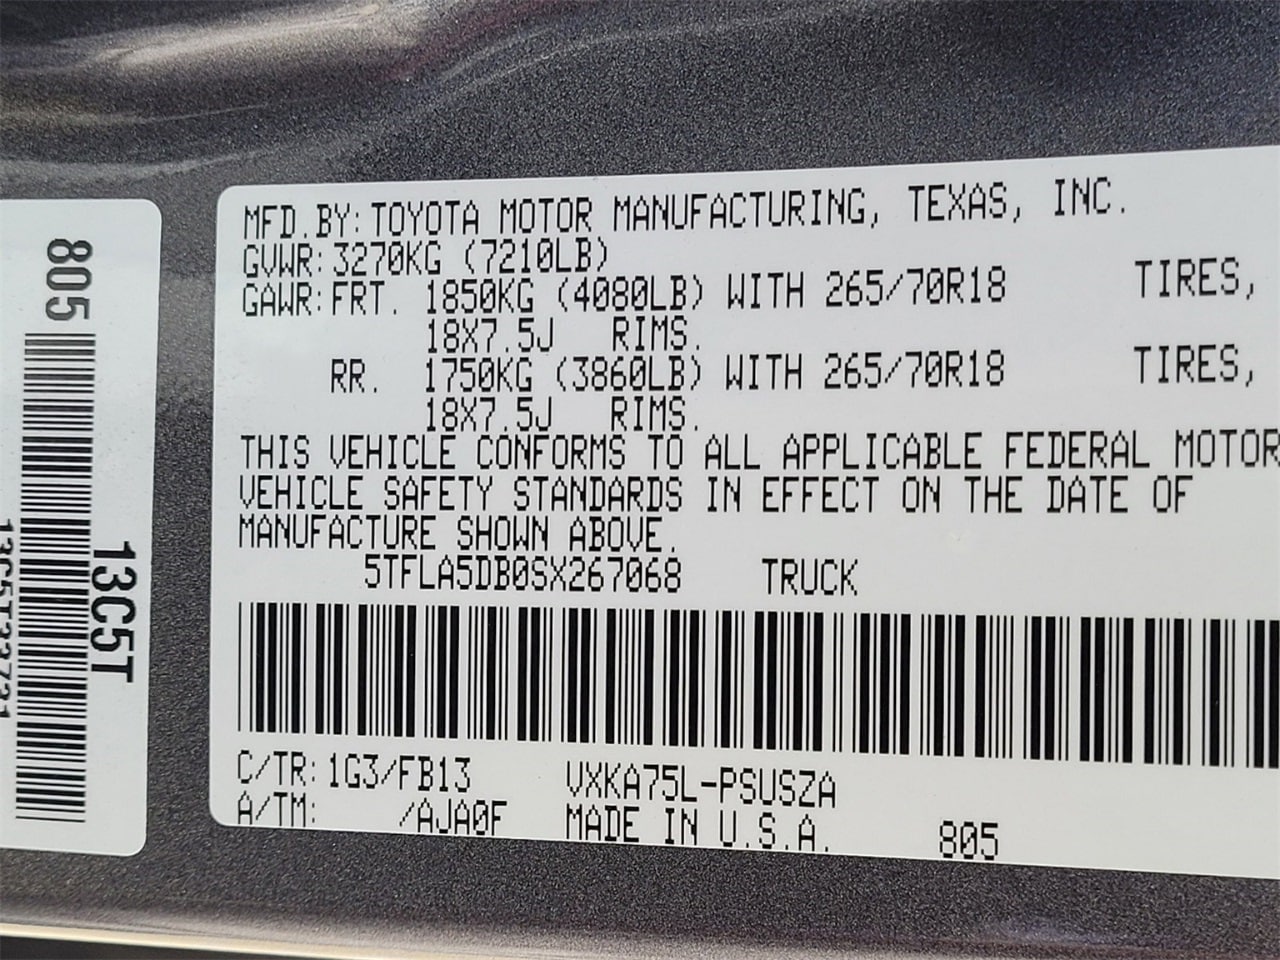 805
13C5T
13C5T33731
MFD.BY:TOYOTA MOTOR MANUFACTURING, TEXAS, INC.
GVWR:3270KG (7210LB)
GAWR:FRT. 1850KG (4080LB) WITH 265/70R18 TIRES,
18X7.5J RIMS.
RR. 1750KG (3860LB) WITH 265/70R18 TIRES,
18X7.5J RIMS.
THIS VEHICLE CONFORMS TO ALL APPLICABLE FEDERAL MOTOR
VEHICLE SAFETY STANDARDS IN EFFECT ON THE DATE OF
MANUFACTURE SHOWN ABOVE.
5TFLA5DB0SX267068 TRUCK
C/TR:1G3/FB13 VXKA75L-PSUSZA
A/TM: /AJA0F MADE IN U.S.A. 805